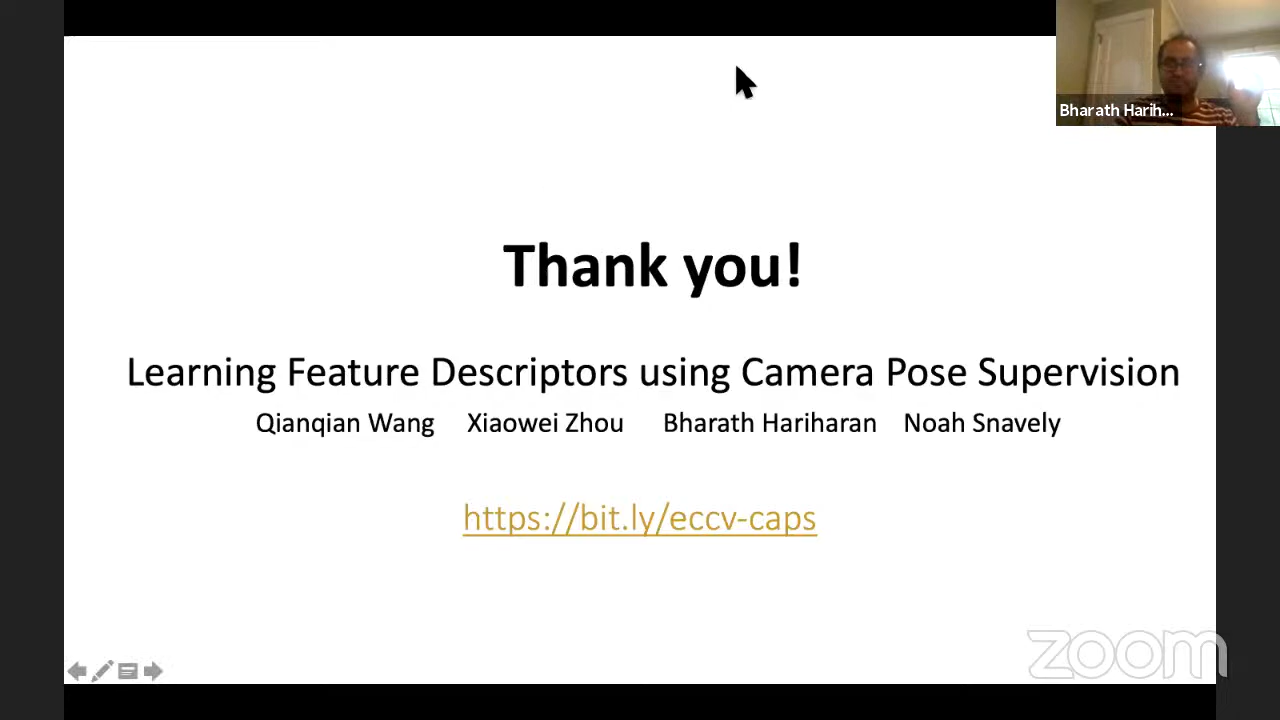 Bharath Harih...
Thank you!
Learning Feature Descriptors using Camera Pose Supervision
Qianqian Wang Xiaowei Zhou Bharath Hariharan Noah Snavely
https://bit.ly/eccv-caps
zoom